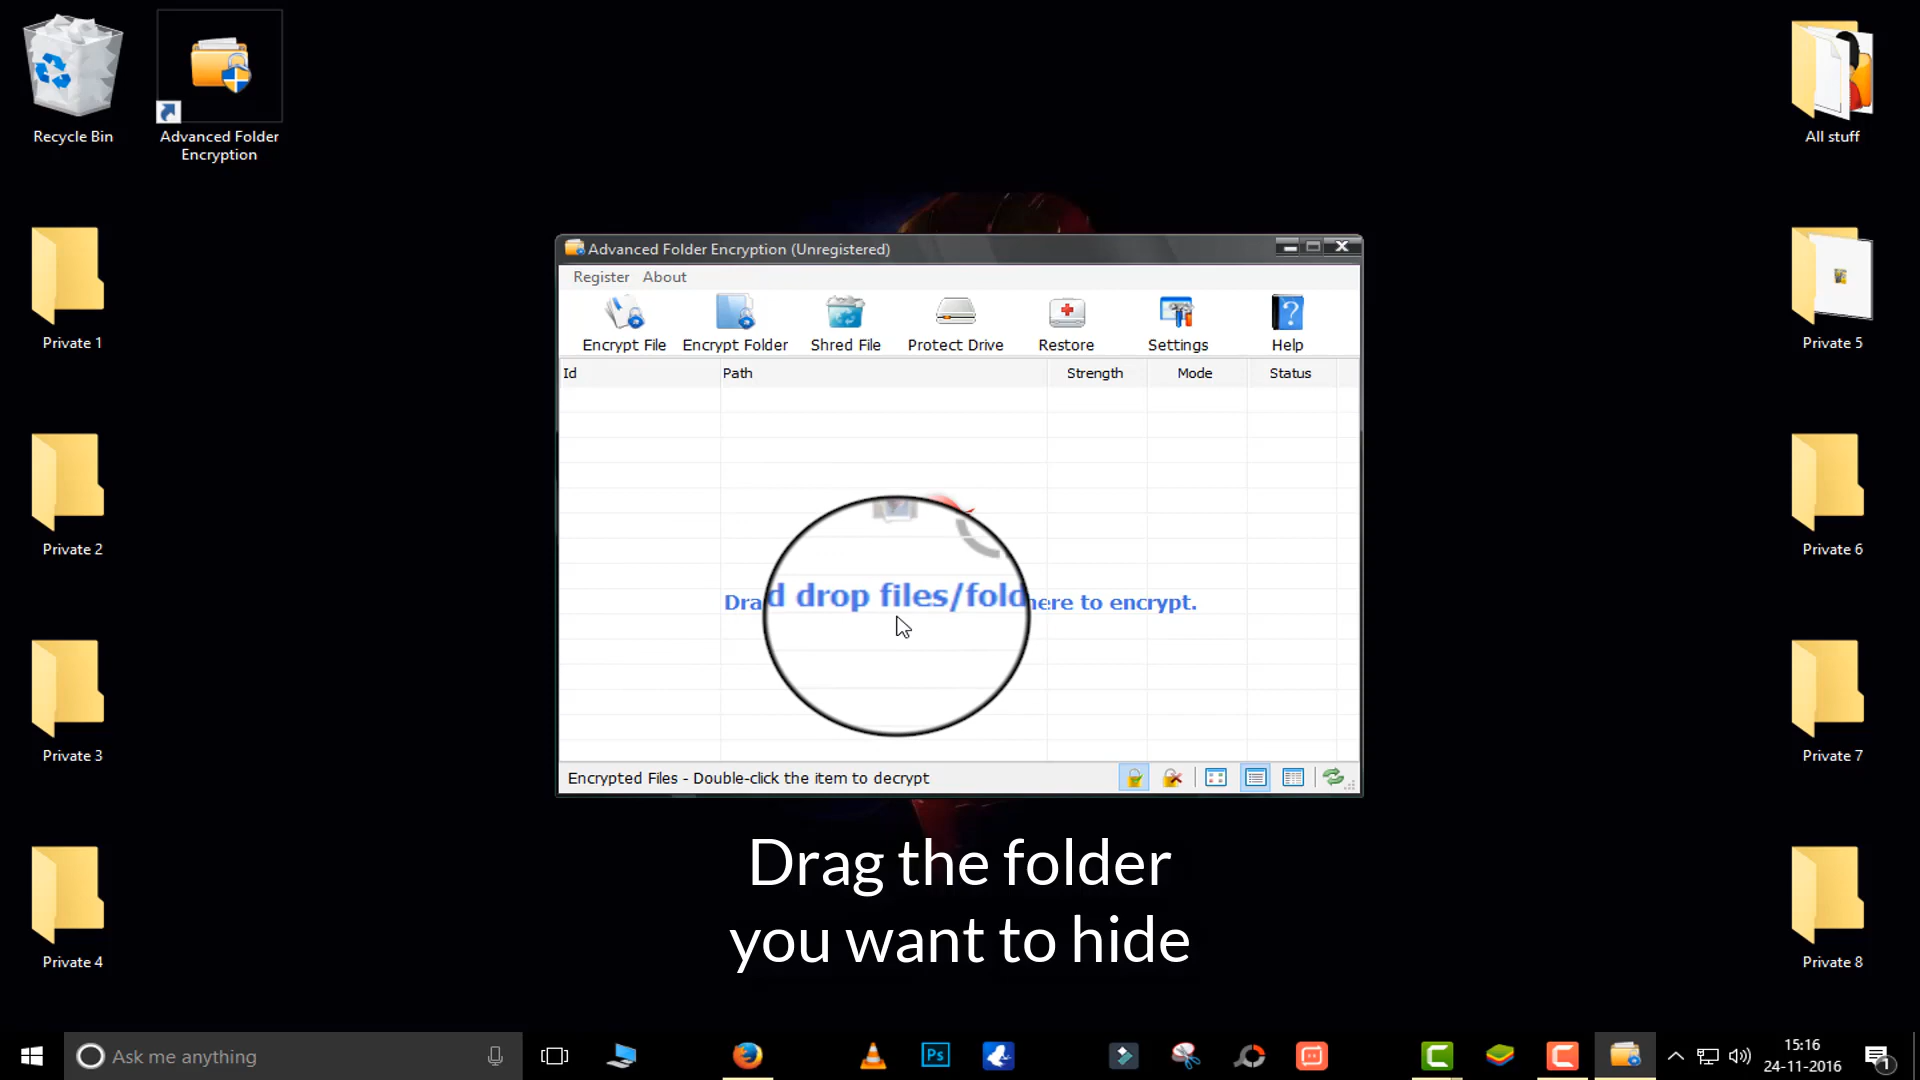 Recycle Bin
Advanced Folder
Encryption
All stuff
Private 1
Private 5
Private 2
Private 6
Private 3
Private 7
Private 4
Private 8
Advanced Folder Encryption (Unregistered)
Register About
Encrypt File Encrypt Folder Shred File Protect Drive Restore Settings Help
Id Path Strength Mode Status
d drop files/fold here to encrypt.
Encrypted Files - Double-click the item to decrypt
Drag the folder
you want to hide
Ask me anything
Ps
15:16
24-11-2016
1